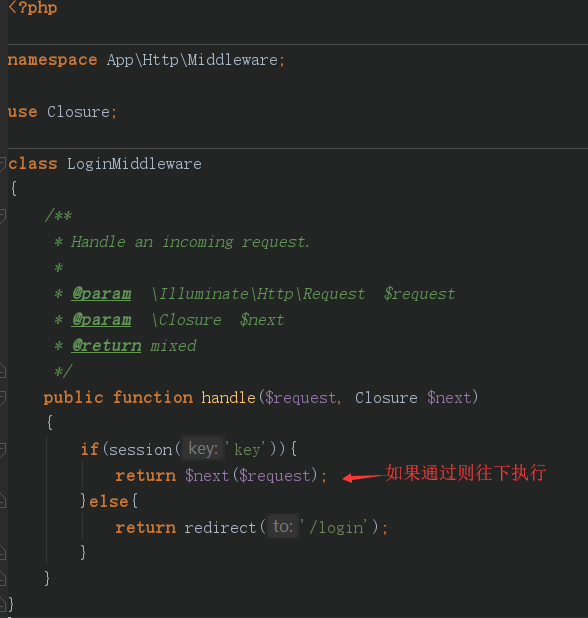 <?php
namespace App\Http\Middleware;
use Closure;
class LoginMiddleware
{
/**
* Handle an incoming request.
*
* @param  \Illuminate\Http\Request  $request
* @param  \Closure  $next
* @return mixed
*/
public function handle($request, Closure $next)
{
if(session( key: 'key')){
return $next($request); 如果通过则往下执行
}else{
return redirect( to: '/login');
}
}
}